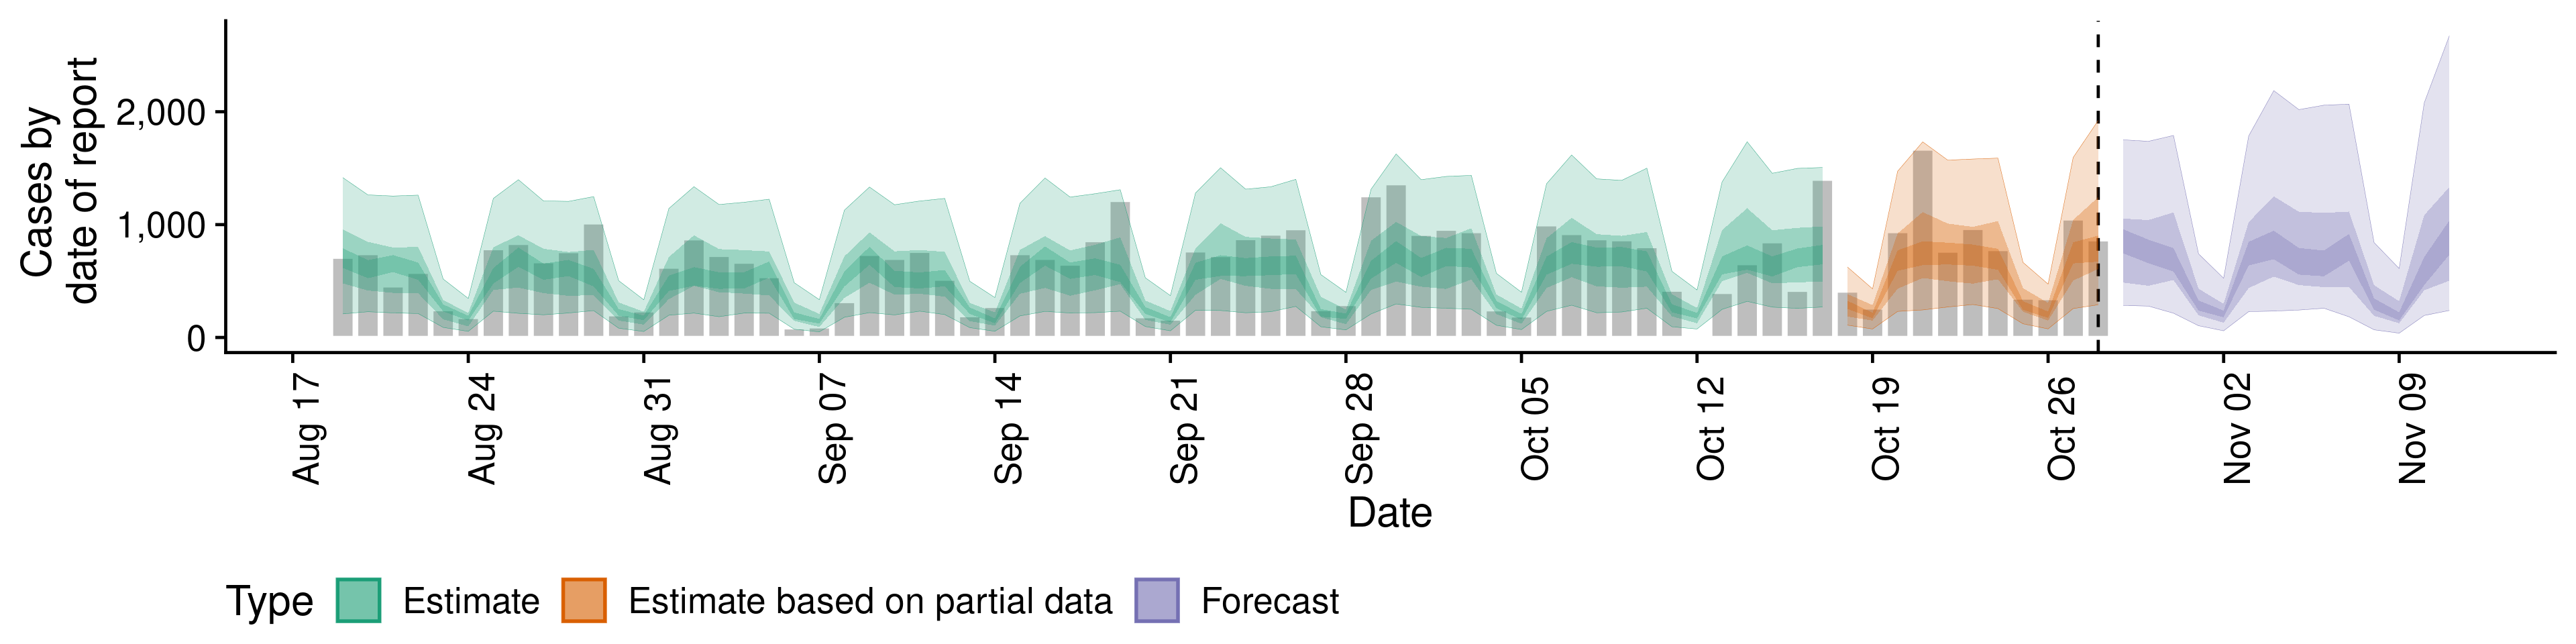 Cases by
date of report
2,000
1,000
0
Aug 17
Aug 24
Aug 31
Sep 07
Sep 14
Sep 21
Sep 28
Oct 05
Oct 12
Oct 19
Oct 26
Nov 02
Nov 09
Date
Type
Estimate
Estimate based on partial data
Forecast